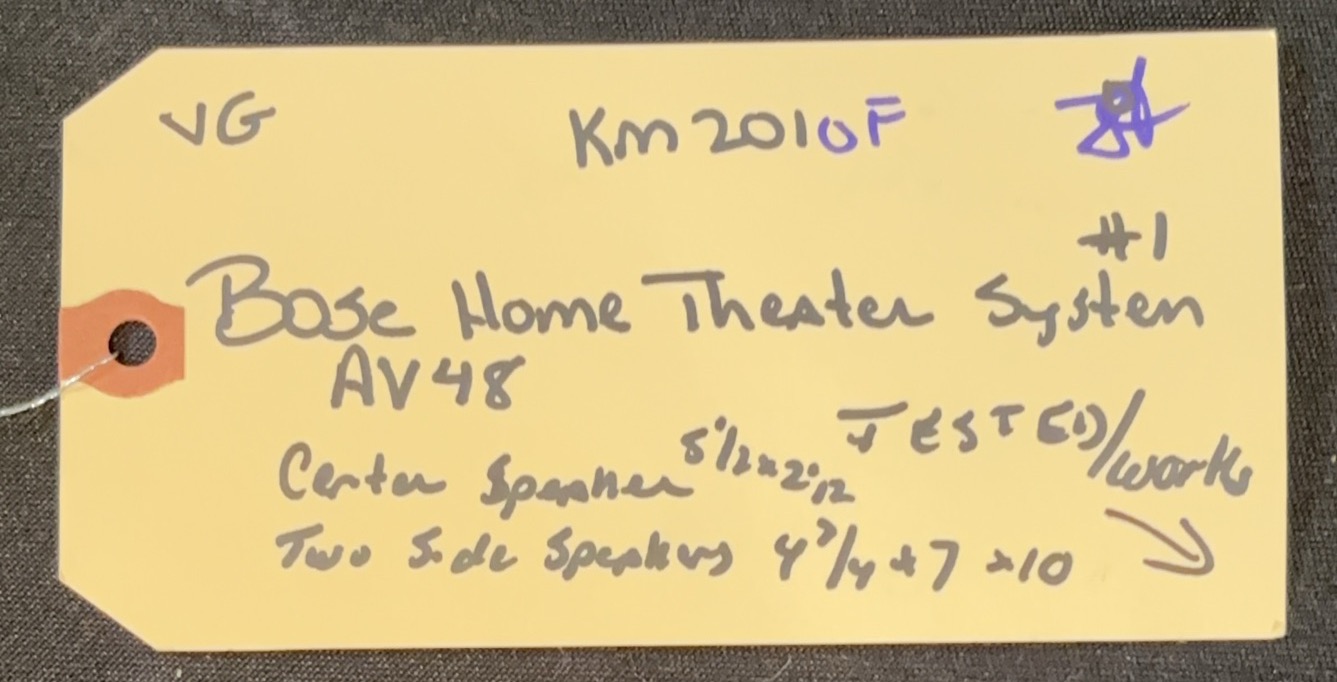 VG KM2010F
#1
Bose Home Theater System
AV48
TESTED/works
Center Speaker 8 1/2 x 2 1/2
Two Side Speakers 4 3/4 x 7 x 10